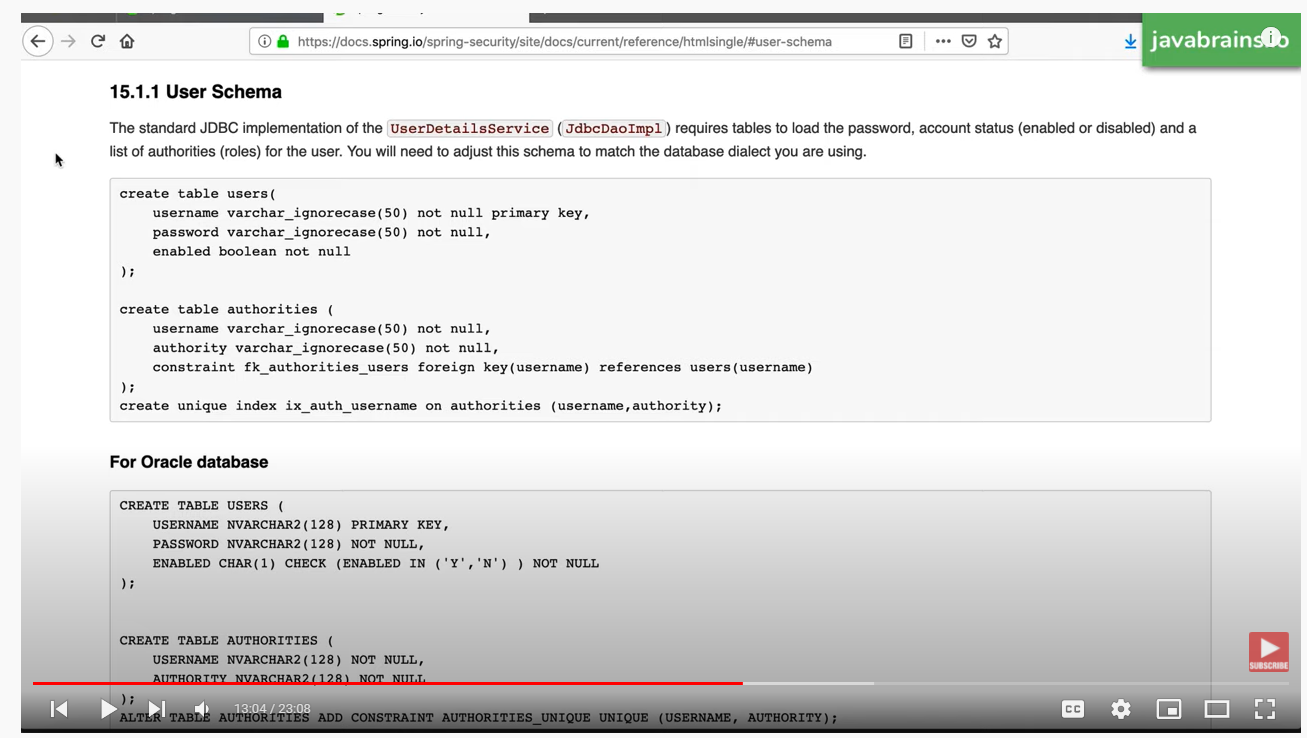 https://docs.spring.io/spring-security/site/docs/current/reference/htmlsingle/#user-schema
javabrains.io
15.1.1 User Schema
The standard JDBC implementation of the UserDetailsService (JdbcDaoImpl) requires tables to load the password, account status (enabled or disabled) and a
list of authorities (roles) for the user. You will need to adjust this schema to match the database dialect you are using.
create table users(
username varchar_ignorecase(50) not null primary key,
password varchar_ignorecase(50) not null,
enabled boolean not null
);
create table authorities (
username varchar_ignorecase(50) not null,
authority varchar_ignorecase(50) not null,
constraint fk_authorities_users foreign key(username) references users(username)
);
create unique index ix_auth_username on authorities (username,authority);
For Oracle database
CREATE TABLE USERS (
USERNAME NVARCHAR2(128) PRIMARY KEY,
PASSWORD NVARCHAR2(128) NOT NULL,
ENABLED CHAR(1) CHECK (ENABLED IN ('Y','N') ) NOT NULL
);
CREATE TABLE AUTHORITIES (
USERNAME NVARCHAR2(128) NOT NULL,
AUTHORITY NVARCHAR2(128) NOT NULL
);
ALTER TABLE AUTHORITIES ADD CONSTRAINT AUTHORITIES_UNIQUE UNIQUE (USERNAME, AUTHORITY);
SUBSCRIBE
13:04 / 23:08
CC